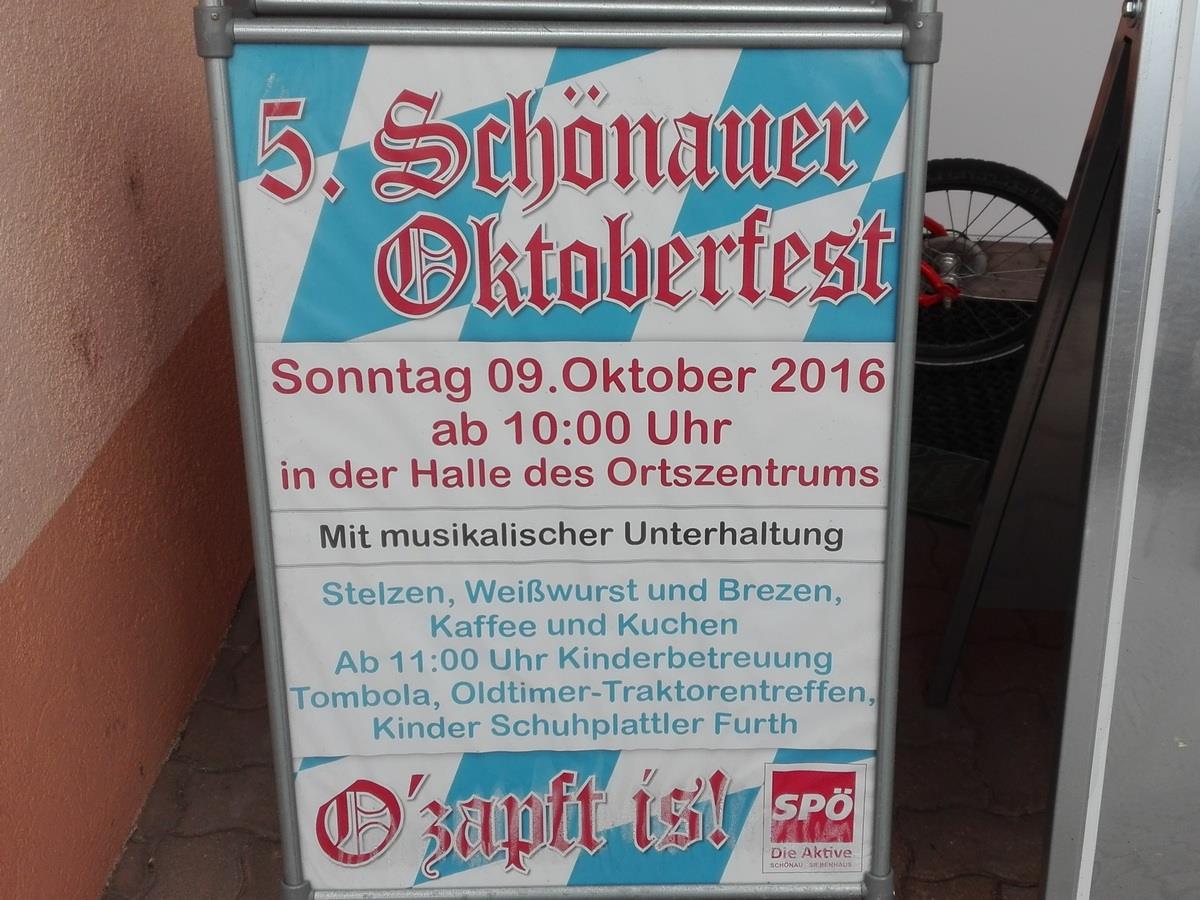 5. Schönauer
Oktoberfest
Sonntag 09.Oktober 2016
ab 10:00 Uhr
in der Halle des Ortszentrums
Mit musikalischer Unterhaltung
Stelzen, Weißwurst und Brezen,
Kaffee und Kuchen
Ab 11:00 Uhr Kinderbetreuung
Tombola, Oldtimer-Traktorentreffen,
Kinder Schuhplattler Furth
O'zapft is!
SPÖ
Die Aktive
SCHÖNAU - SIEBENHAUS